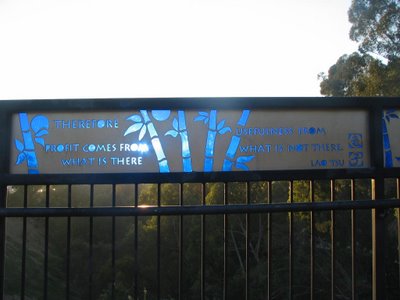 THEREFORE
PROFIT COMES FROM
WHAT IS THERE
USEFULNESS FROM
WHAT IS NOT THERE.
LAO TSU